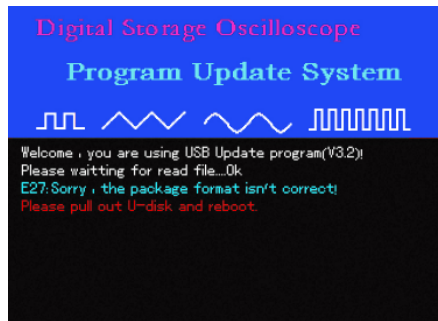 Digital Storage Oscilloscope
Program Update System
Welcome , you are using USB Update program(V3.2)!
Please waitting for read file....Ok
E27:Sorry , the package format isn't correct!
Please pull out U-disk and reboot.